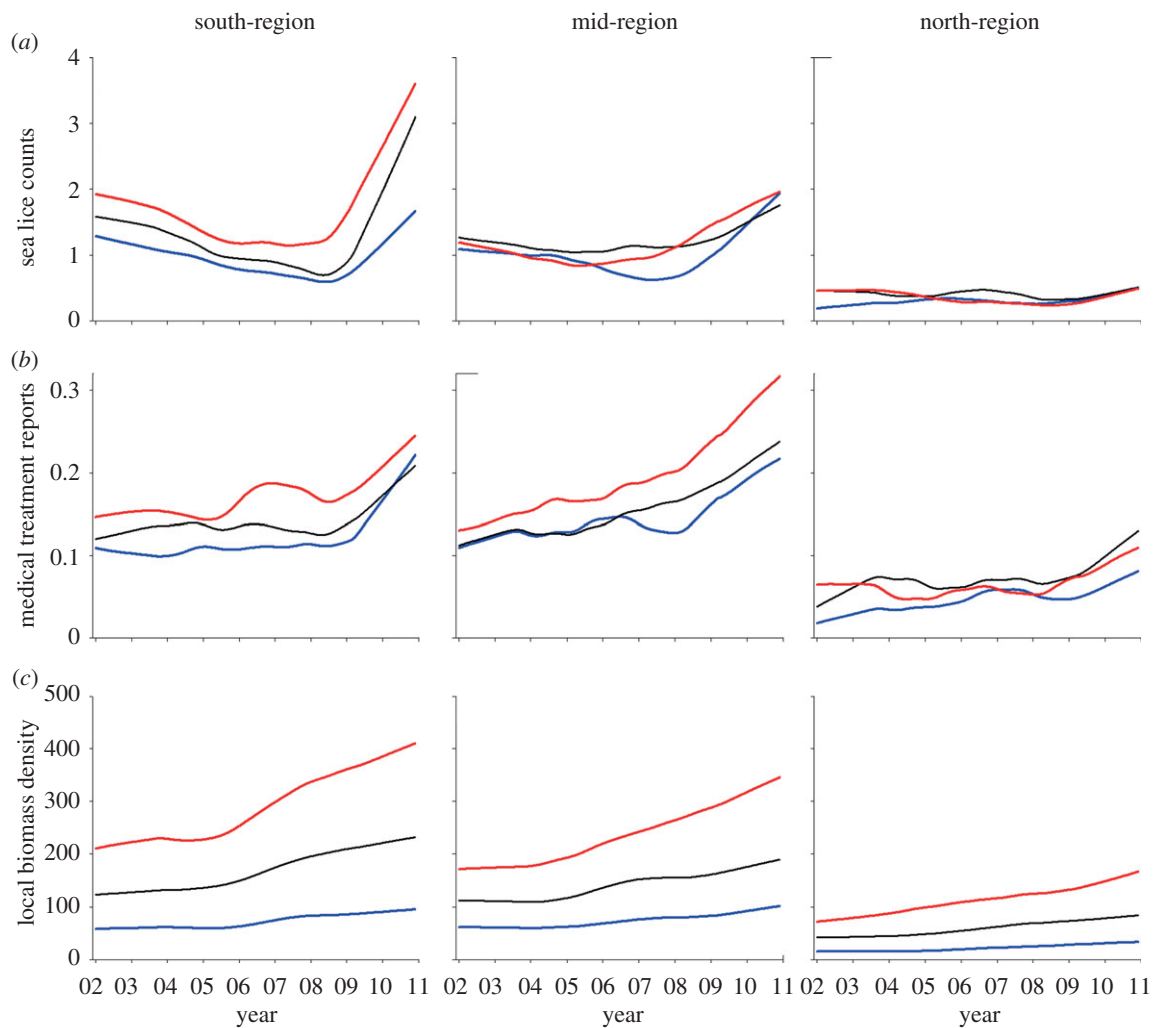 south-region mid-region north-region
(a)
4
3
2
1
0
sea lice counts
(b)
0.3
0.2
0.1
0
medical treatment reports
(c)
500
400
300
200
100
0
local biomass density
02 03 04 05 06 07 08 09 10 11 02 03 04 05 06 07 08 09 10 11 02 03 04 05 06 07 08 09 10 11
year year year